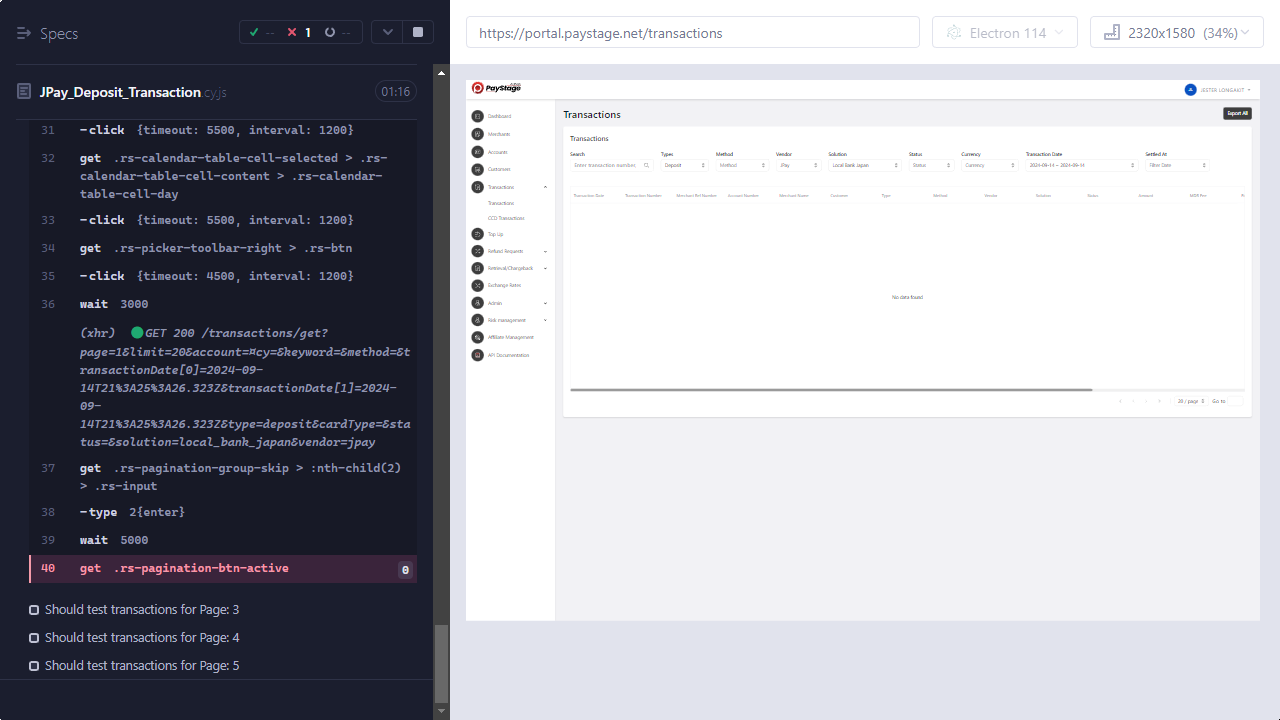 Specs
-- 1 --
https://portal.paystage.net/transactions
Electron 114
2320x1580 (34%)
JPay_Deposit_Transaction.cy.js 01:16
31 -click {timeout: 5500, interval: 1200}
32 get .rs-calendar-table-cell-selected > .rs-
calendar-table-cell-content > .rs-calendar-
table-cell-day
33 -click {timeout: 5500, interval: 1200}
34 get .rs-picker-toolbar-right > .rs-btn
35 -click {timeout: 4500, interval: 1200}
36 wait 3000
(xhr) GET 200 /transactions/get?
page=1&limit=20&account=¤cy=&keyword=&method=&t
ransactionDate[0]=2024-09-
14T21%3A25%3A26.323Z&transactionDate[1]=2024-
09-
14T21%3A25%3A26.323Z&type=deposit&cardType=&sta
tus=&solution=local_bank_japan&vendor=jpay
37 get .rs-pagination-group-skip > :nth-child(2)
> .rs-input
38 -type 2{enter}
39 wait 5000
40 get .rs-pagination-btn-active 0
Should test transactions for Page: 3
Should test transactions for Page: 4
Should test transactions for Page: 5
PayStage
JESTER LONGAKIT
Dashboard
Merchants
Accounts
Customers
Transactions
Transactions
CCD Transactions
Top Up
Refund Requests
Retrieval/Chargeback
Exchange Rates
Admin
Risk management
Affiliate Management
API Documentation
Transactions
Export All
Transactions
Search Types Method Vendor Solution Status Currency Transaction Date Settled At
Enter transaction number, Deposit Method JPay Local Bank Japan Status Currency 2024-09-14 ~ 2024-09-14 Filter Date
Transaction Date Transaction Number Merchant Ref Number Account Number Merchant Name Customer Type Method Vendor Solution Status Amount MDR Fee
No data found
20 / page Go to